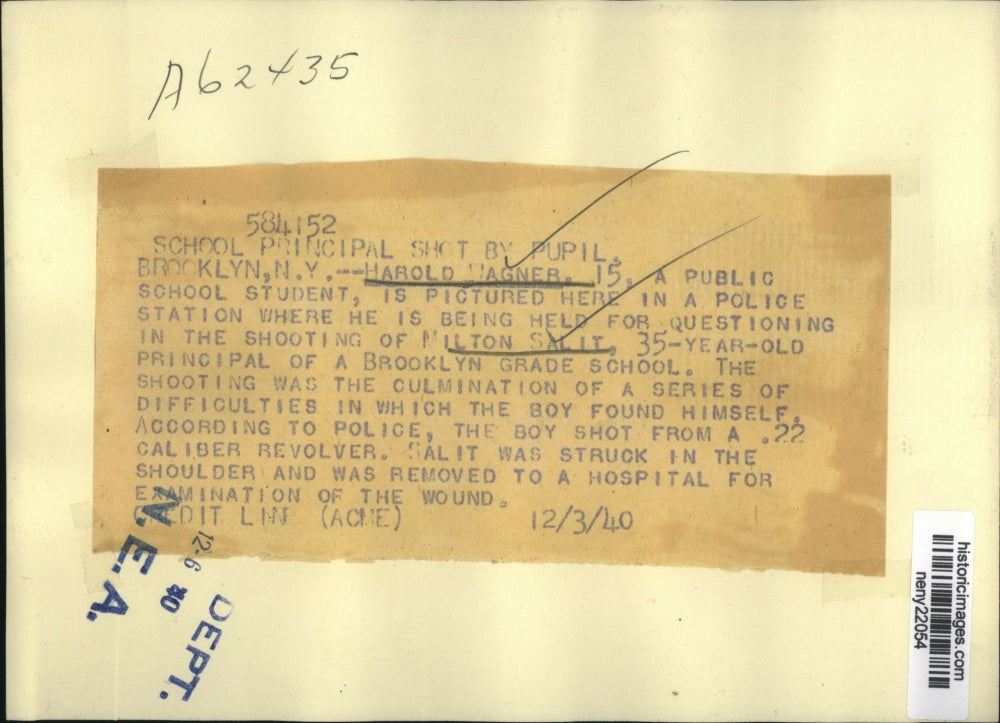 A62435
584152
SCHOOL PRINCIPAL SHOT BY PUPIL.
BROOKLYN,N.Y.--HAROLD WAGNER, 15, A PUBLIC
SCHOOL STUDENT, IS PICTURED HERE IN A POLICE
STATION WHERE HE IS BEING HELD FOR QUESTIONING
IN THE SHOOTING OF MILTON SALIT, 35-YEAR-OLD
PRINCIPAL OF A BROOKLYN GRADE SCHOOL. THE
SHOOTING WAS THE CULMINATION OF A SERIES OF
DIFFICULTIES IN WHICH THE BOY FOUND HIMSELF.
ACCORDING TO POLICE, THE BOY SHOT FROM A .22
CALIBER REVOLVER. SALIT WAS STRUCK IN THE
SHOULDER AND WAS REMOVED TO A HOSPITAL FOR
EXAMINATION OF THE WOUND.
CREDIT LINE (ACME) 12/3/40
N.E.A.
12-6 40
DEPT.
historicimages.com
neny22054